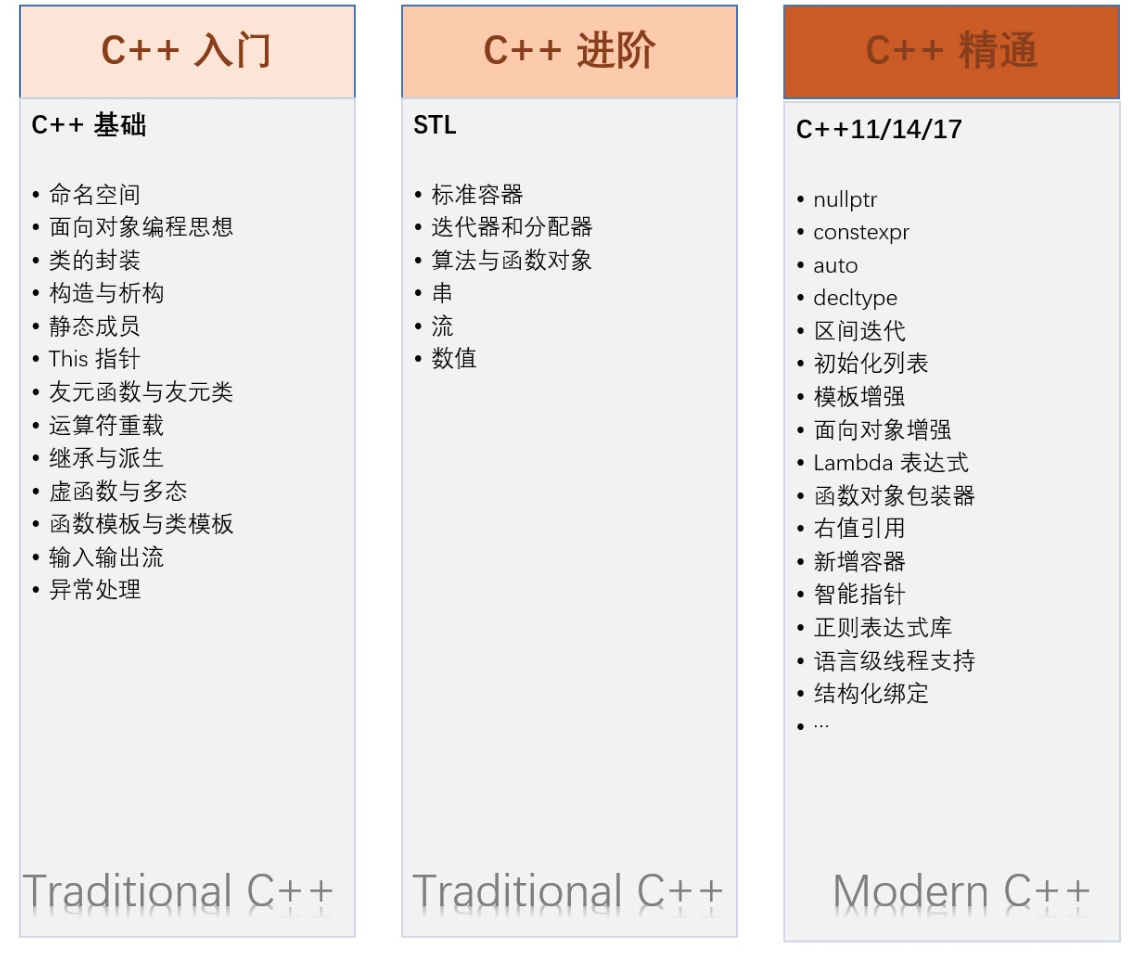 C++ 入门
C++ 基础
• 命名空间
• 面向对象编程思想
• 类的封装
• 构造与析构
• 静态成员
• This 指针
• 友元函数与友元类
• 运算符重载
• 继承与派生
• 虚函数与多态
• 函数模板与类模板
• 输入输出流
• 异常处理
Traditional C++
C++ 进阶
STL
• 标准容器
• 迭代器和分配器
• 算法与函数对象
• 串
• 流
• 数值
Traditional C++
C++ 精通
C++11/14/17
• nullptr
• constexpr
• auto
• decltype
• 区间迭代
• 初始化列表
• 模板增强
• 面向对象增强
• Lambda 表达式
• 函数对象包装器
• 右值引用
• 新增容器
• 智能指针
• 正则表达式库
• 语言级线程支持
• 结构化绑定
• ...
Modern C++